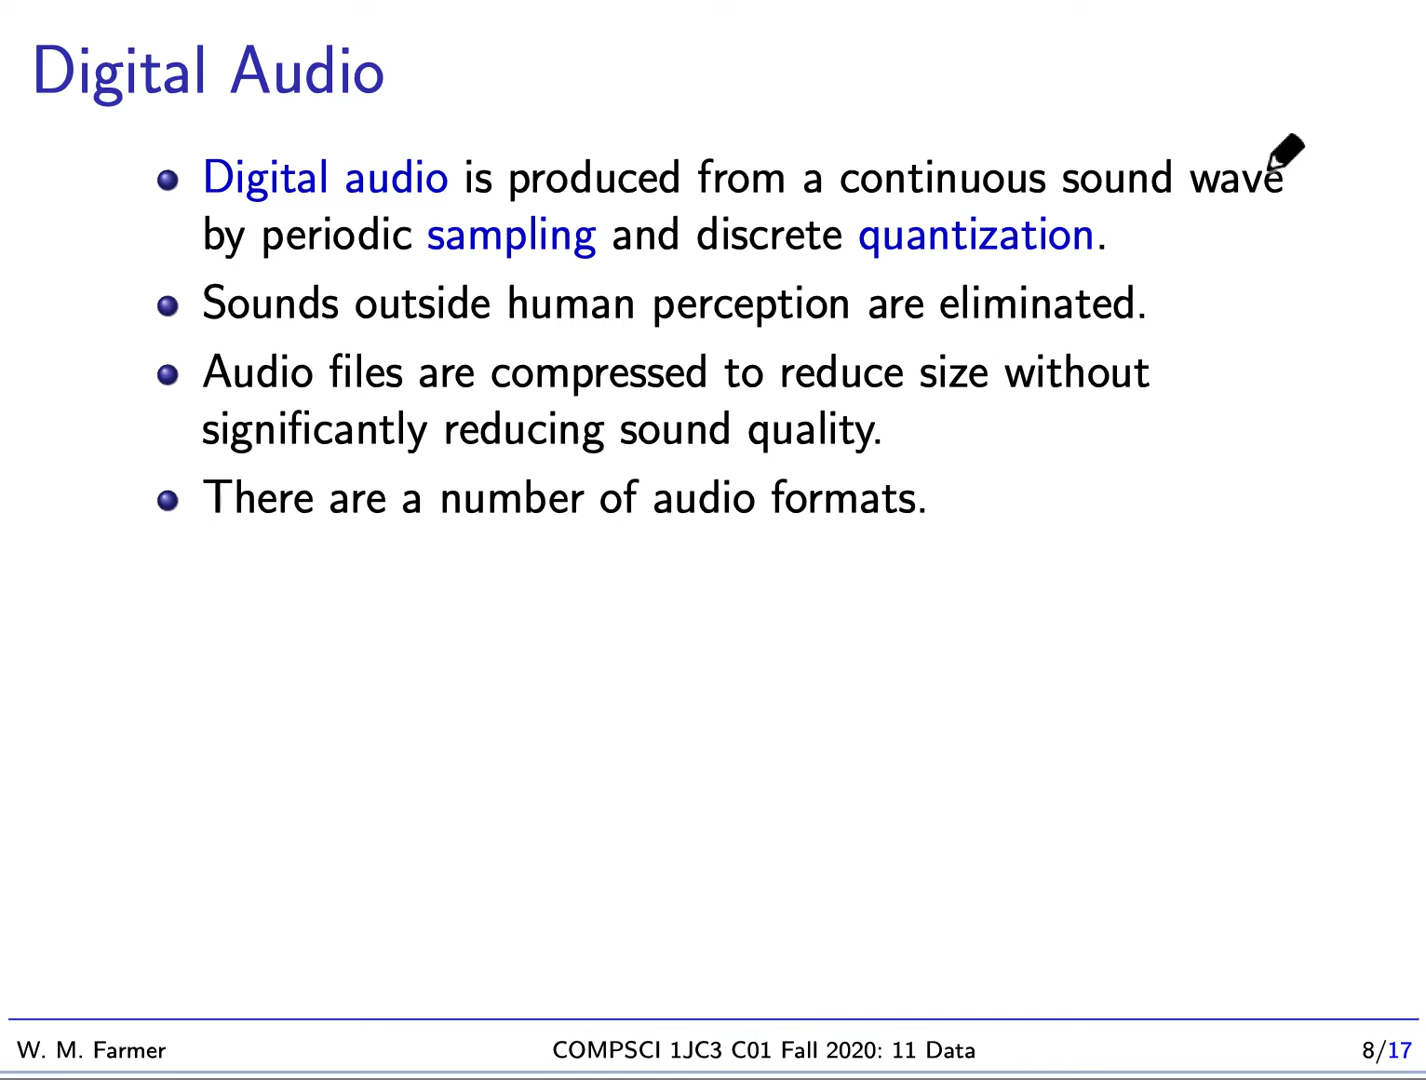 Digital Audio
Digital audio is produced from a continuous sound wave
by periodic sampling and discrete quantization.
Sounds outside human perception are eliminated.
Audio files are compressed to reduce size without
significantly reducing sound quality.
There are a number of audio formats.
W. M. Farmer COMPSCI 1JC3 C01 Fall 2020: 11 Data 8/17